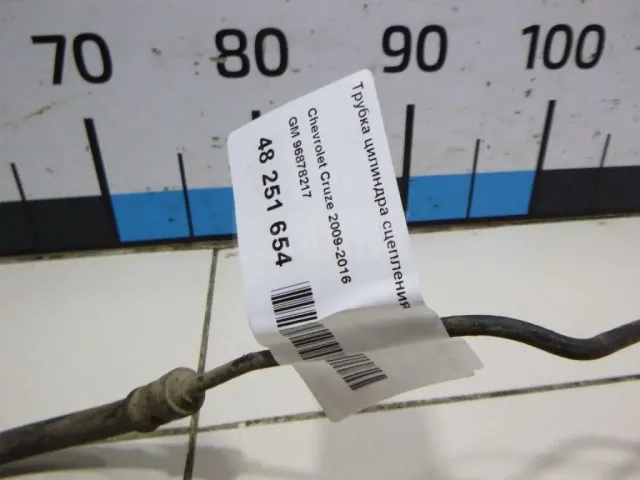 70 80 90 100
Трубка цилиндра сцепления
Chevrolet Cruze 2009-2016
GM 96878217
48 251 654